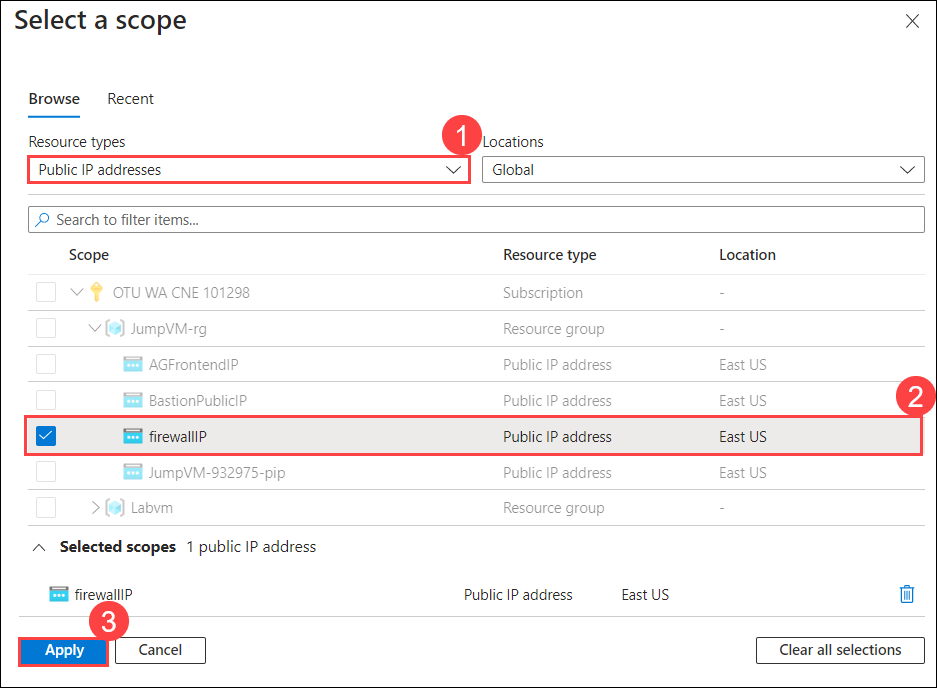 Select a scope
Browse Recent
1
Resource types Locations
Public IP addresses Global
Search to filter items...
Scope Resource type Location
OTU WA CNE 101298 Subscription -
JumpVM-rg Resource group -
AGFrontendIP Public IP address East US
2
BastionPublicIP Public IP address East US
firewallIP Public IP address East US
JumpVM-932975-pip Public IP address East US
Labvm Resource group -
Selected scopes 1 public IP address
firewallIP Public IP address East US
3
Apply Cancel Clear all selections